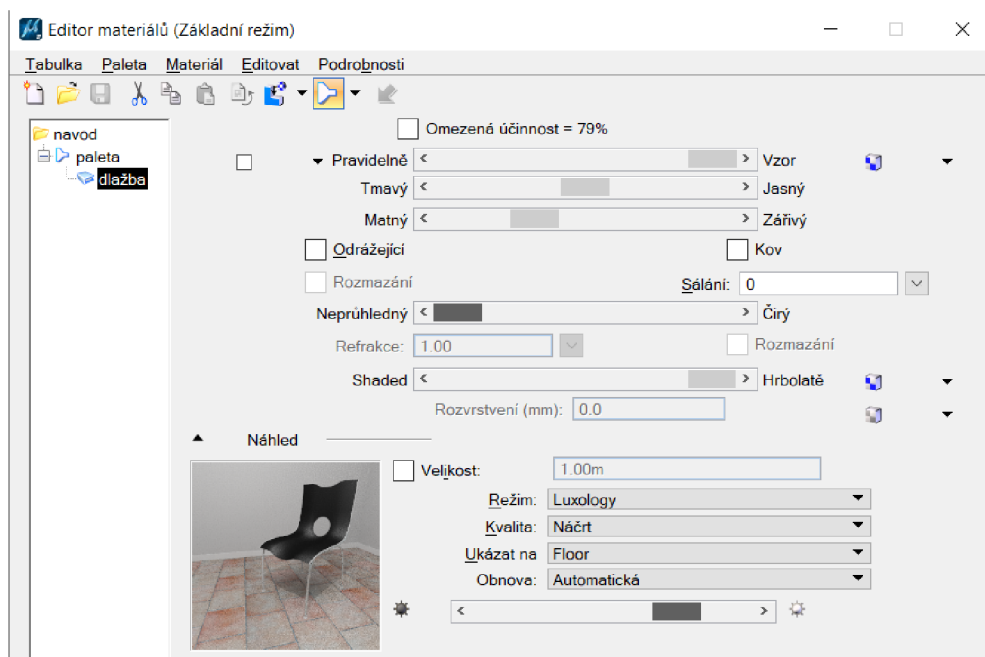 Editor materiálů (Základní režim)
Tabulka Paleta Materiál Editovat Podrobnosti
navod
paleta
dlažba
Omezená účinnost = 79%
Pravidelně Vzor
Tmavý Jasný
Matný Zářivý
Odrážející Kov
Rozmazání Sálání: 0
Neprůhledný Čirý
Refrakce: 1.00 Rozmazání
Shaded Hrbolatě
Rozvrstvení (mm): 0.0
Náhled
Velikost: 1.00m
Režim: Luxology
Kvalita: Náčrt
Ukázat na Floor
Obnova: Automatická